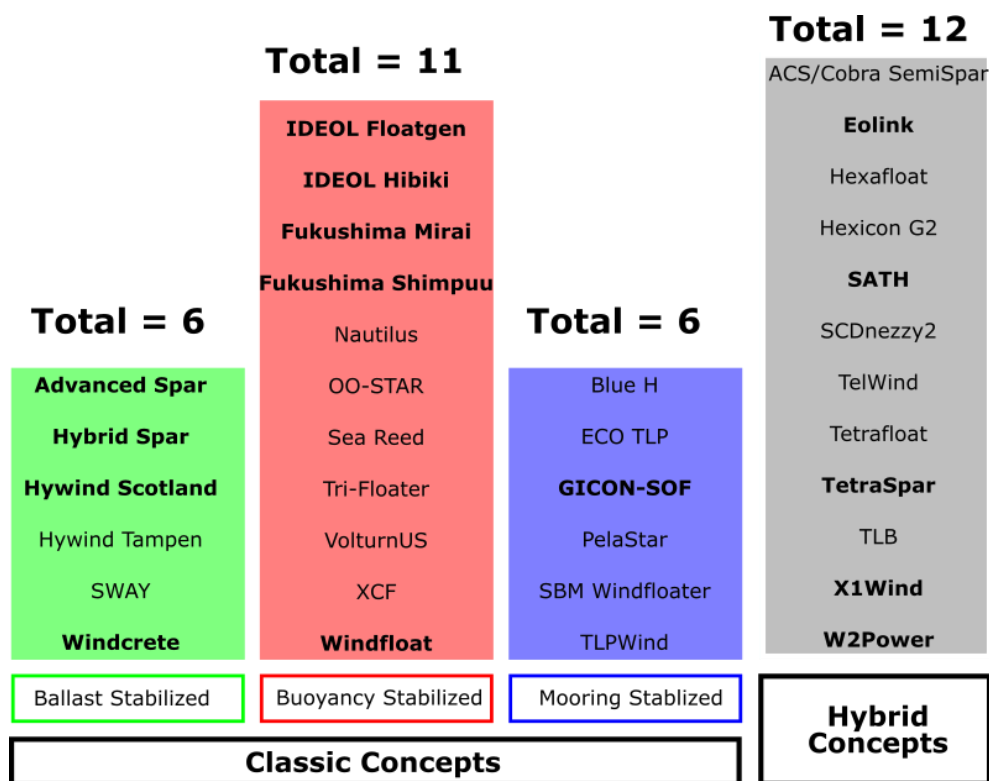 Total = 6
Advanced Spar
Hybrid Spar
Hywind Scotland
Hywind Tampen
SWAY
Windcrete
Ballast Stabilized
Total = 11
IDEOL Floatgen
IDEOL Hibiki
Fukushima Mirai
Fukushima Shimpuu
Nautilus
OO-STAR
Sea Reed
Tri-Floater
VolturnUS
XCF
Windfloat
Buoyancy Stabilized
Total = 6
Blue H
ECO TLP
GICON-SOF
PelaStar
SBM Windfloater
TLPWind
Mooring Stablized
Classic Concepts
Total = 12
ACS/Cobra SemiSpar
Eolink
Hexafloat
Hexicon G2
SATH
SCDnezzy2
TelWind
Tetrafloat
TetraSpar
TLB
X1Wind
W2Power
Hybrid
Concepts